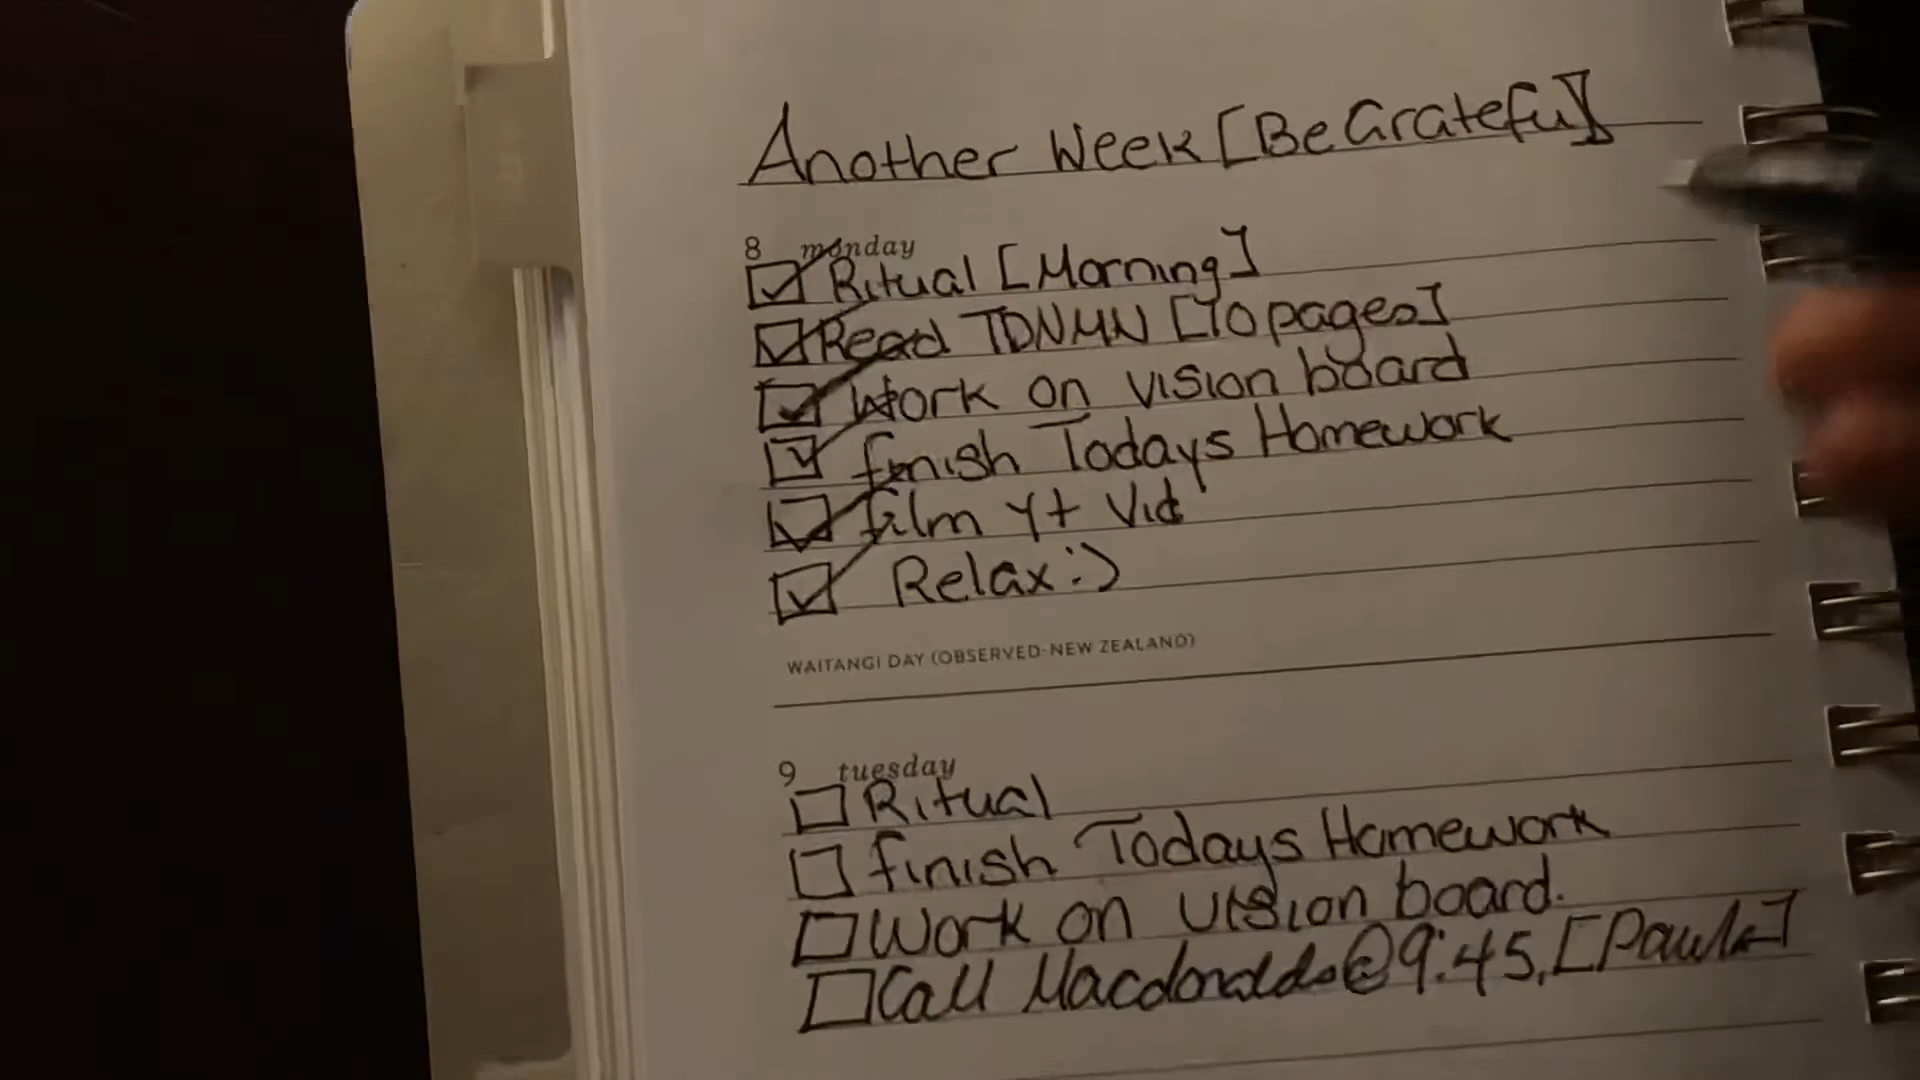 Another Week [Be Grateful]
8 monday
Ritual [Morning]
Read TDNMN [10 pages]
Work on vision board
finish Todays Homework
film yt vid
Relax :)
WAITANGI DAY (OBSERVED-NEW ZEALAND)
9 tuesday
Ritual
finish Todays Homework
Work on vision board.
Call Macdonalds @ 9:45, [Paula]